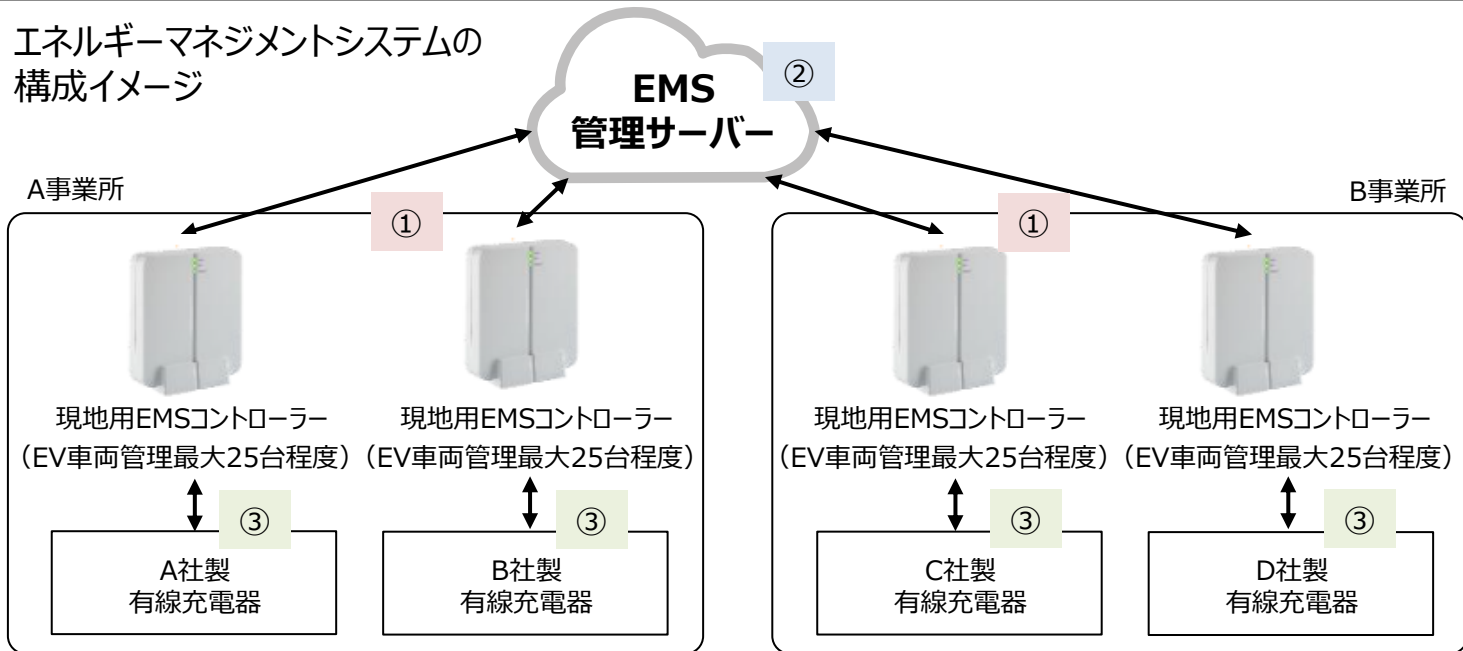 エネルギーマネジメントシステムの
構成イメージ
EMS
管理サーバー
②
A事業所
B事業所
①
①
現地用EMSコントローラー
(EV車両管理最大25台程度)
現地用EMSコントローラー
(EV車両管理最大25台程度)
現地用EMSコントローラー
(EV車両管理最大25台程度)
現地用EMSコントローラー
(EV車両管理最大25台程度)
③
③
③
③
A社製
有線充電器
B社製
有線充電器
C社製
有線充電器
D社製
有線充電器